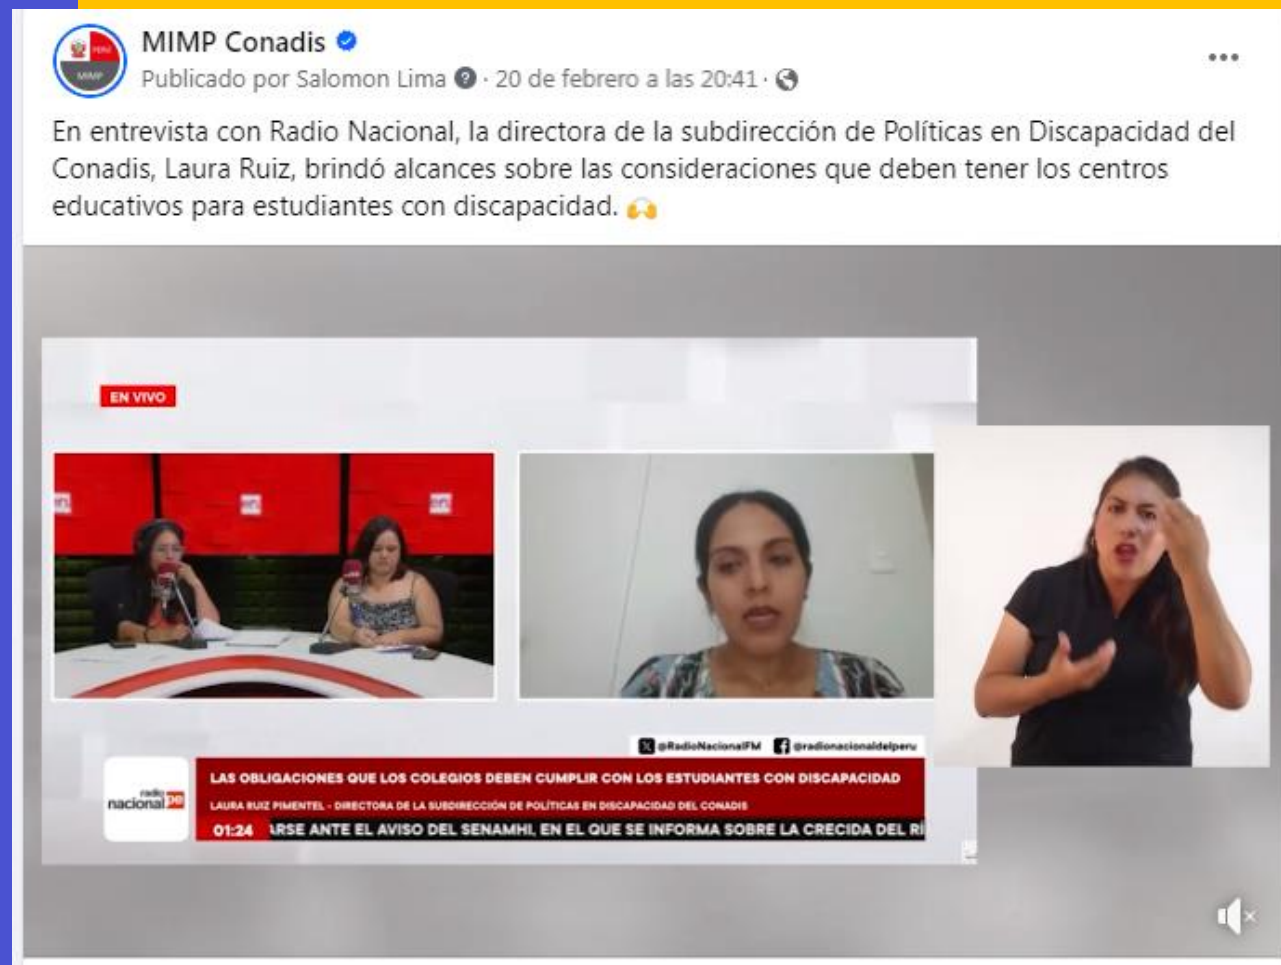 MIMP Conadis
PERÚ
MIMP
Publicado por Salomon Lima · 20 de febrero a las 20:41 ·
En entrevista con Radio Nacional, la directora de la subdirección de Políticas en Discapacidad del
Conadis, Laura Ruiz, brindó alcances sobre las consideraciones que deben tener los centros
educativos para estudiantes con discapacidad. 🙌
EN VIVO
@RadioNacionalFM @radionacionaldelperu
radio
nacional pe
LAS OBLIGACIONES QUE LOS COLEGIOS DEBEN CUMPLIR CON LOS ESTUDIANTES CON DISCAPACIDAD
LAURA RUIZ PIMENTEL - DIRECTORA DE LA SUBDIRECCIÓN DE POLÍTICAS EN DISCAPACIDAD DEL CONADIS
01:24 ARSE ANTE EL AVISO DEL SENAMHI, EN EL QUE SE INFORMA SOBRE LA CRECIDA DEL RÍ